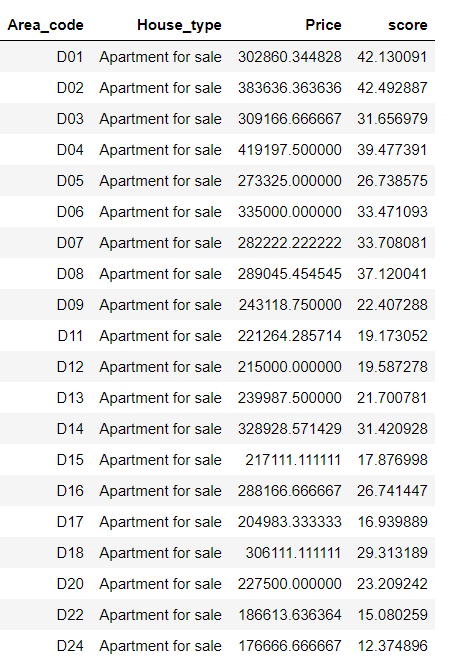 Area_code House_type Price score
D01 Apartment for sale 302860.344828 42.130091
D02 Apartment for sale 383636.363636 42.492887
D03 Apartment for sale 309166.666667 31.656979
D04 Apartment for sale 419197.500000 39.477391
D05 Apartment for sale 273325.000000 26.738575
D06 Apartment for sale 335000.000000 33.471093
D07 Apartment for sale 282222.222222 33.708081
D08 Apartment for sale 289045.454545 37.120041
D09 Apartment for sale 243118.750000 22.407288
D11 Apartment for sale 221264.285714 19.173052
D12 Apartment for sale 215000.000000 19.587278
D13 Apartment for sale 239987.500000 21.700781
D14 Apartment for sale 328928.571429 31.420928
D15 Apartment for sale 217111.111111 17.876998
D16 Apartment for sale 288166.666667 26.741447
D17 Apartment for sale 204983.333333 16.939889
D18 Apartment for sale 306111.111111 29.313189
D20 Apartment for sale 227500.000000 23.209242
D22 Apartment for sale 186613.636364 15.080259
D24 Apartment for sale 176666.666667 12.374896